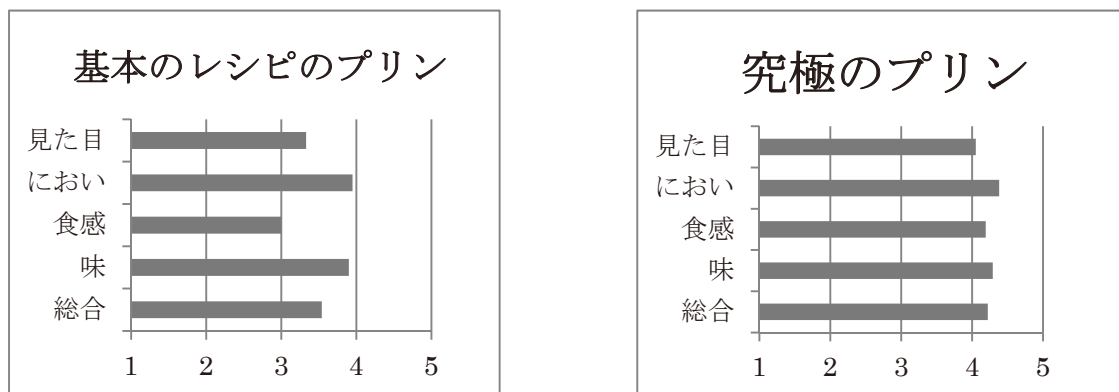 基本のレシピのプリン
見た目
におい
食感
味
総合
1 2 3 4 5
究極のプリン
見た目
におい
食感
味
総合
1 2 3 4 5